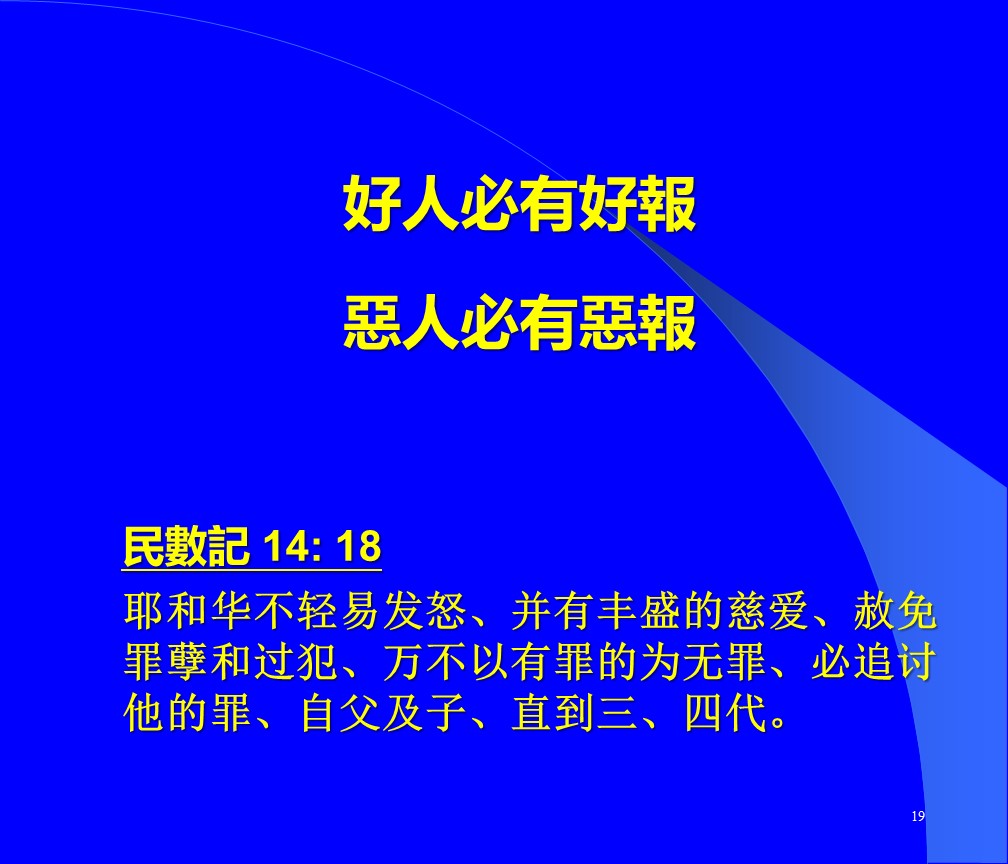 好人必有好報
惡人必有惡報
民數記 14: 18
耶和华不轻易发怒、并有丰盛的慈爱、赦免
罪孽和过犯、万不以有罪的为无罪、必追讨
他的罪、自父及子、直到三、四代。
19